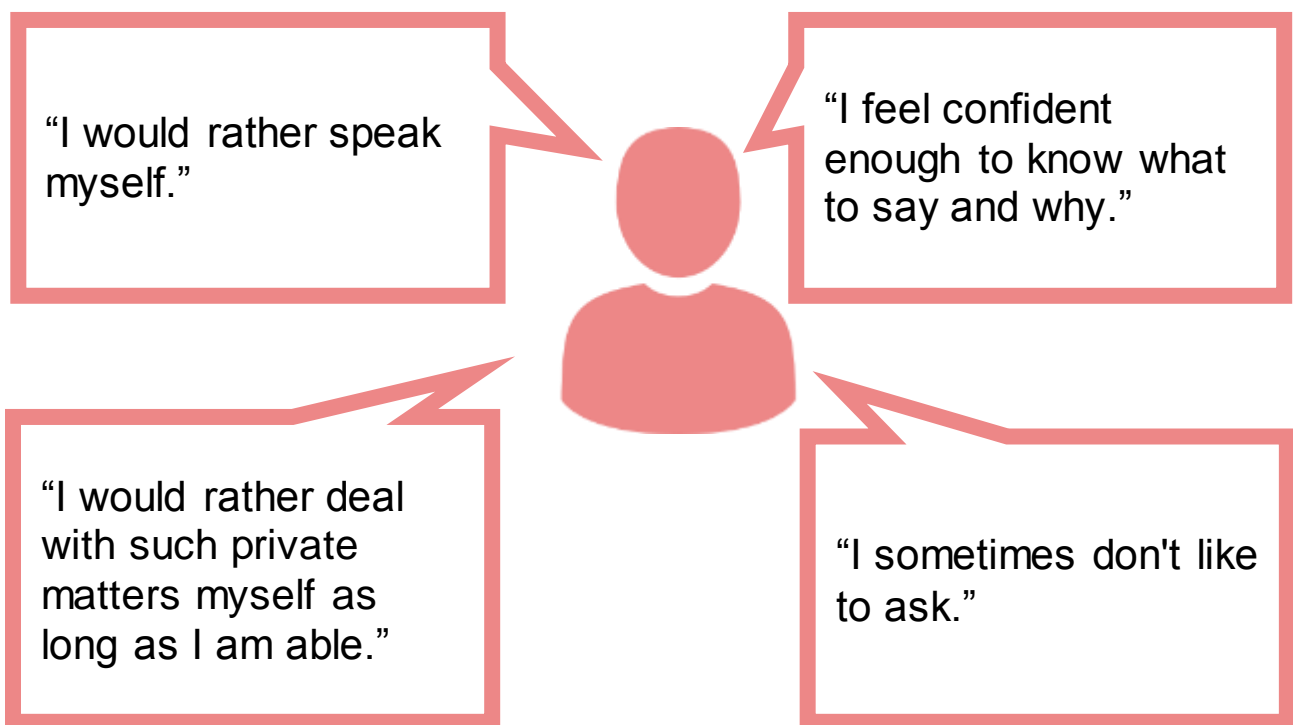 “I would rather speak
myself.”
“I feel confident
enough to know what
to say and why.”
“I would rather deal
with such private
matters myself as
long as I am able.”
“I sometimes don't like
to ask.”